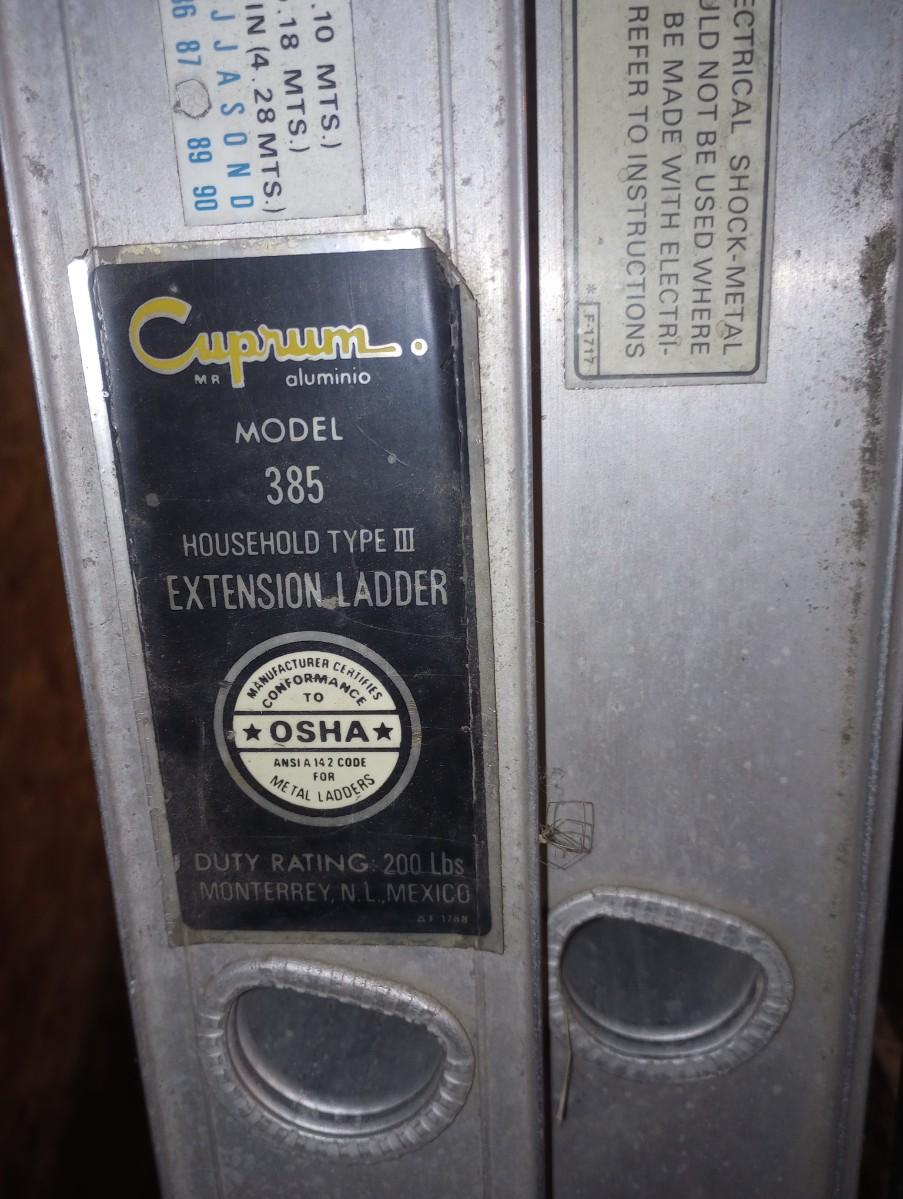 .10 MTS.)
.18 MTS.)
IN (4.28 MTS.)
J J A S O N D
86 87 89 90
ECTRICAL SHOCK-METAL
ULD NOT BE USED WHERE
BE MADE WITH ELECTRI-
REFER TO INSTRUCTIONS
* F-1717
Cuprum
MR aluminio
MODEL
385
HOUSEHOLD TYPE III
EXTENSION LADDER
MANUFACTURER CERTIFIES
CONFORMANCE
TO
★ OSHA ★
ANSI A 14 2 CODE
FOR
METAL LADDERS
DUTY RATING: 200 Lbs
MONTERREY, N.L., MEXICO